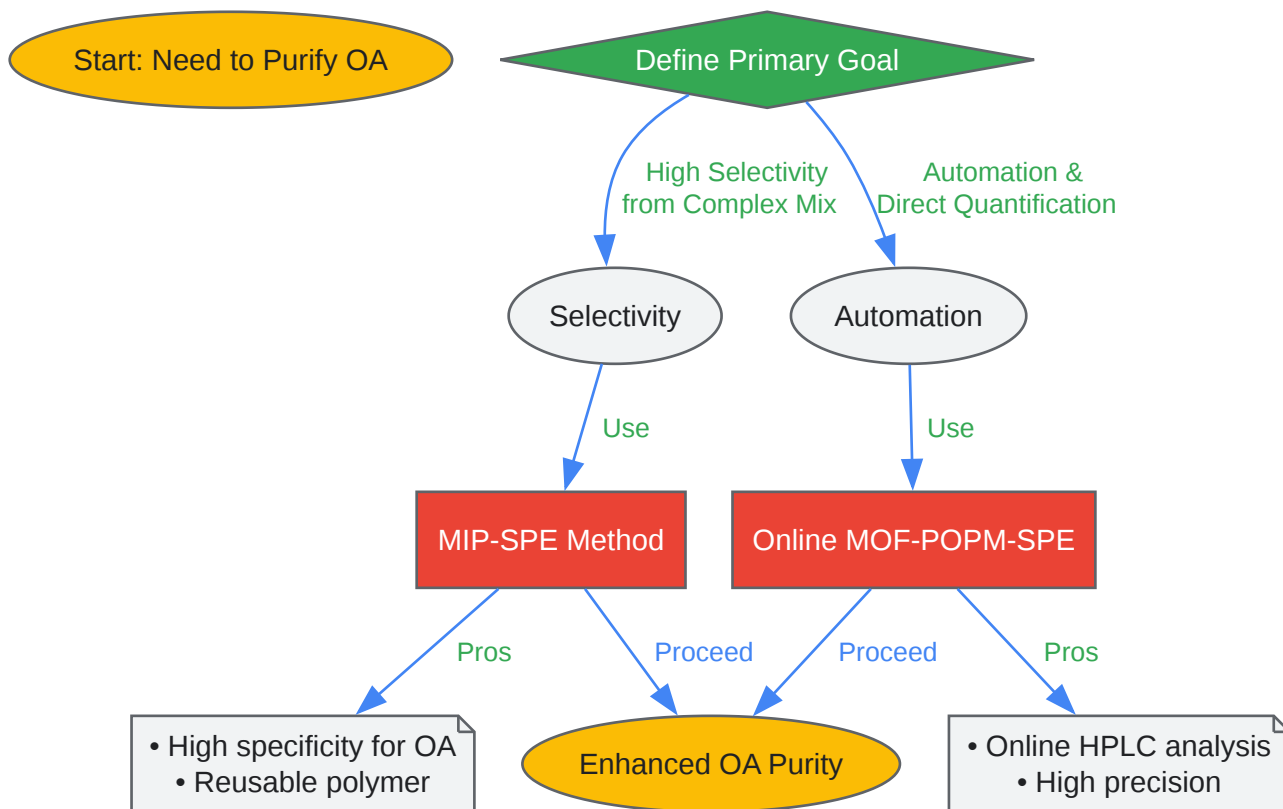 Start: Need to Purify OA
Define Primary Goal
High Selectivity
from Complex Mix
Automation &
Direct Quantification
Selectivity
Automation
Use
Use
MIP-SPE Method
Online MOF-POPM-SPE
Pros
Proceed
Proceed
Pros
• High specificity for OA
• Reusable polymer
Enhanced OA Purity
• Online HPLC analysis
• High precision